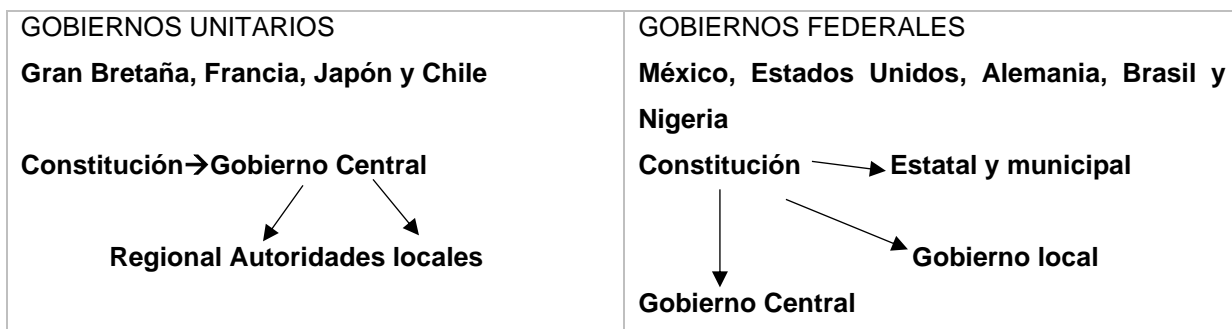 GOBIERNOS UNITARIOS
Gran Bretaña, Francia, Japón y Chile
Constitución→Gobierno Central
Regional Autoridades locales
GOBIERNOS FEDERALES
México, Estados Unidos, Alemania, Brasil y
Nigeria
Constitución Estatal y municipal
Gobierno local
Gobierno Central